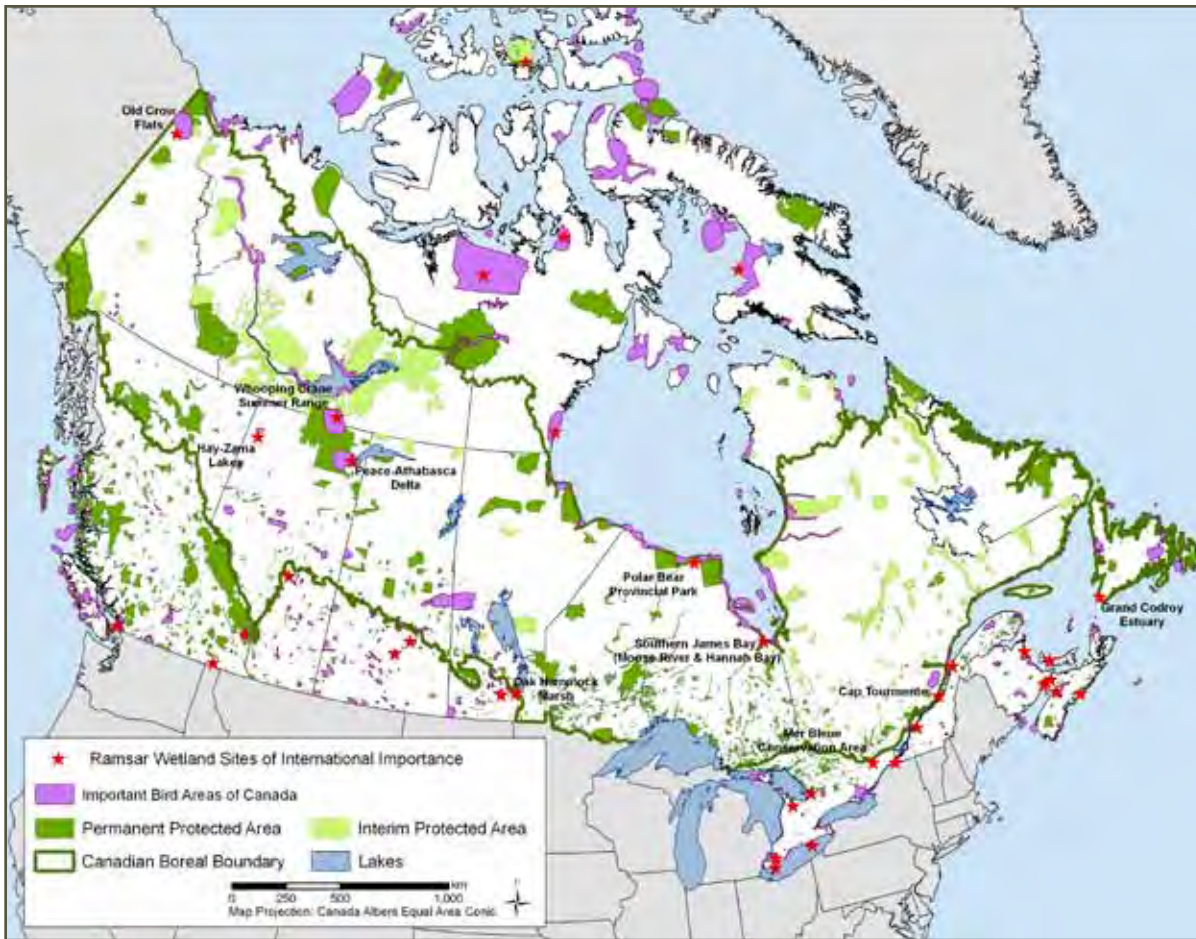 Old Crow
Flats
Whooping Crane
Summer Range
Hay-Zama
Lakes
Peace-Athabasca
Delta
Polar Bear
Provincial Park
Southern James Bay
(Moose River & Hannah Bay)
Grand Codroy
Estuary
Oak Hammock
Marsh
Cap Tourmente
Mer Bleue
Conservation Area
Ramsar Wetland Sites of International Importance
Important Bird Areas of Canada
Permanent Protected Area
Interim Protected Area
Canadian Boreal Boundary
Lakes
km
0 250 500 1,000
Map Projection: Canada Albers Equal Area Conic.